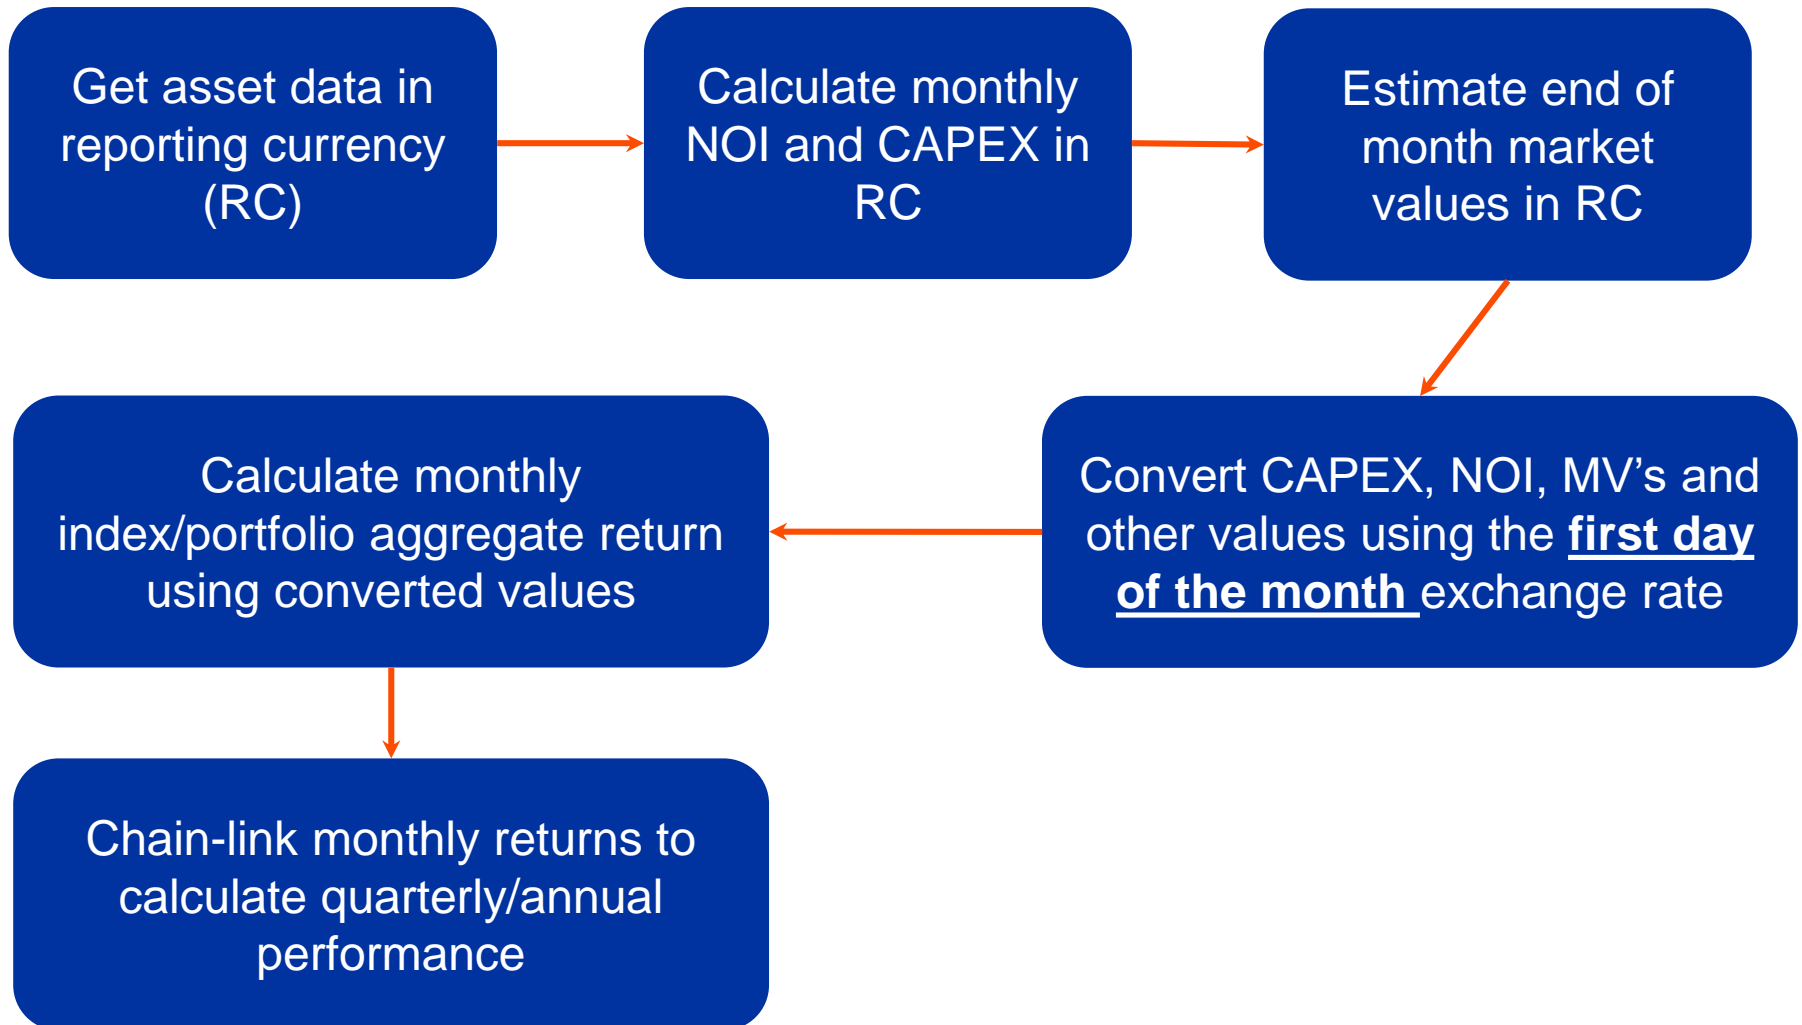 Get asset data in
reporting currency
(RC)
Calculate monthly
NOI and CAPEX in
RC
Estimate end of
month market
values in RC
Convert CAPEX, NOI, MV’s and
other values using the first day
of the month exchange rate
Calculate monthly
index/portfolio aggregate return
using converted values
Chain-link monthly returns to
calculate quarterly/annual
performance